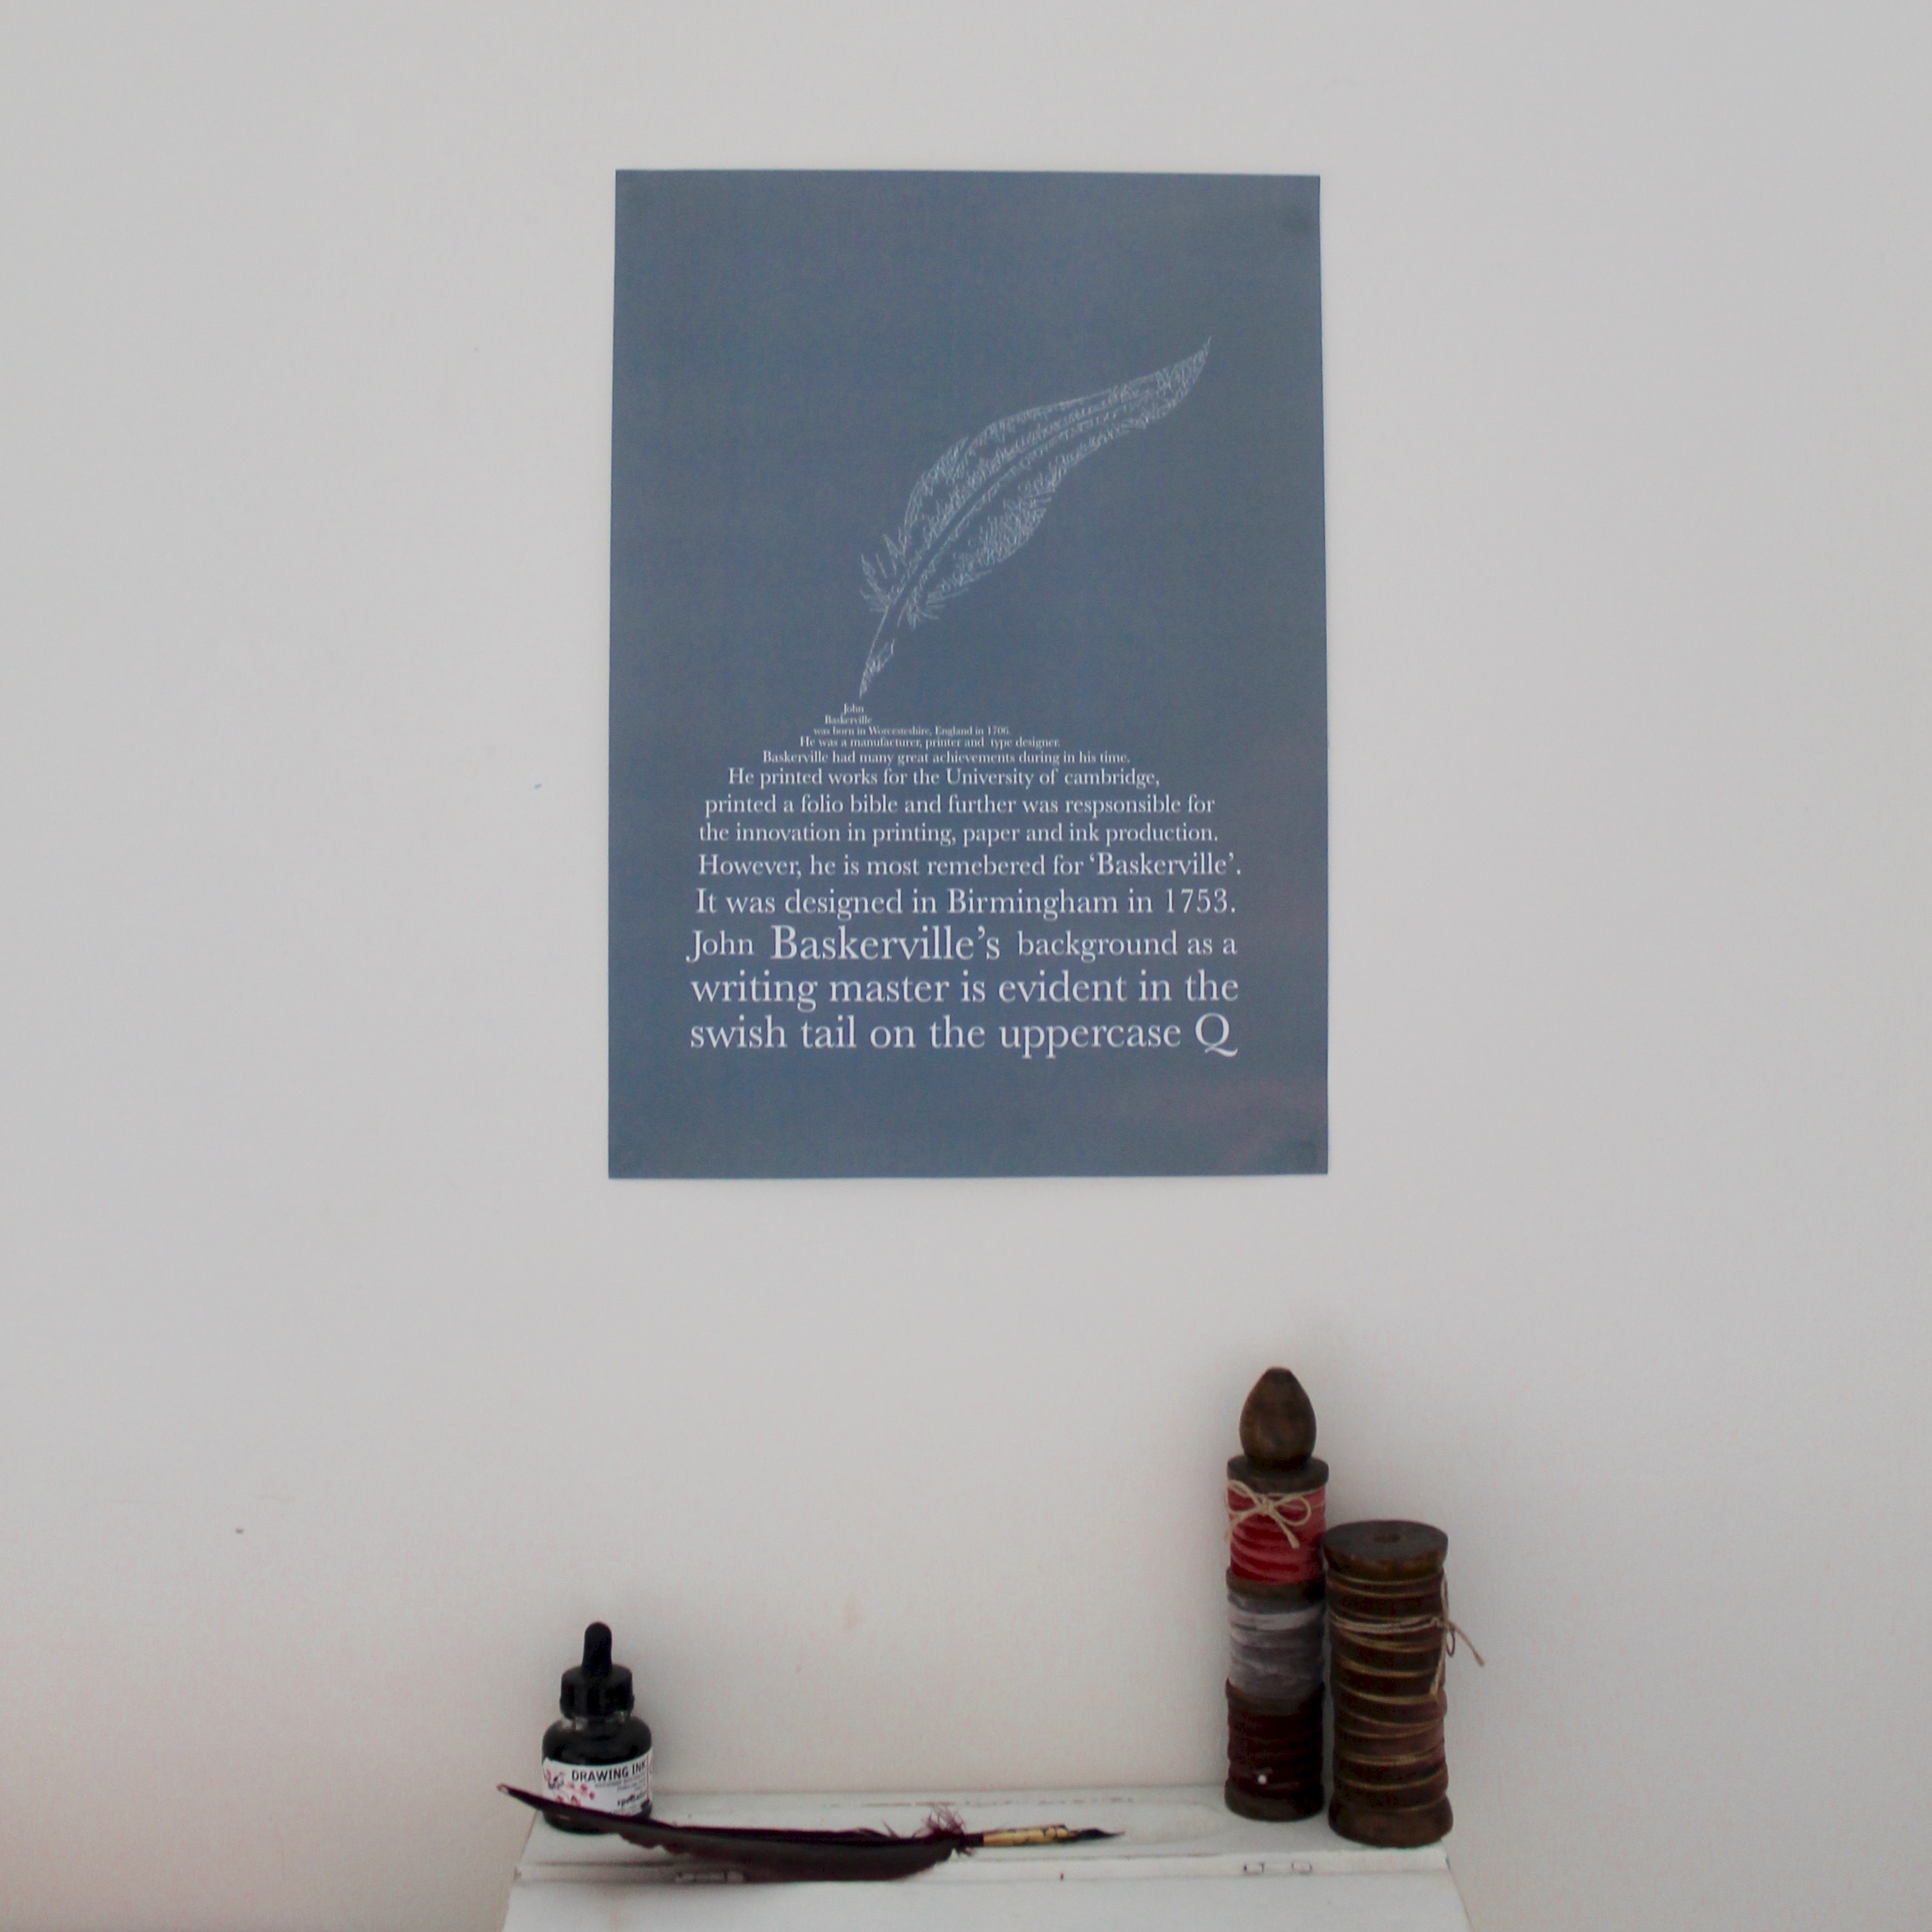 John
Baskerville
was born in Worcesteshire, England in 1706.
He was a manufacturer, printer and type designer.
Baskerville had many great achievements during in his time.
He printed works for the University of cambridge,
printed a folio bible and further was respsonsible for
the innovation in printing, paper and ink production.
However, he is most remebered for ‘Baskerville’.
It was designed in Birmingham in 1753.
John Baskerville’s background as a
writing master is evident in the
swish tail on the uppercase Q
DRAWING INK